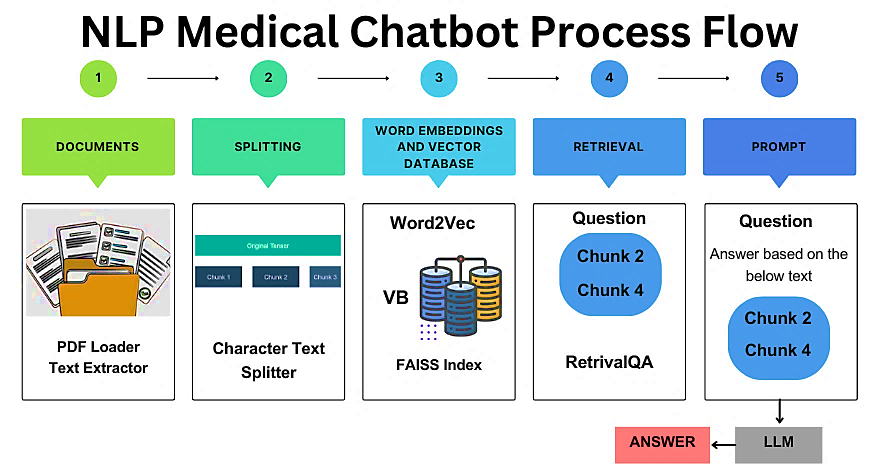 NLP Medical Chatbot Process Flow
1
2
3
4
5
DOCUMENTS
SPLITTING
WORD EMBEDDINGS
AND VECTOR
DATABASE
RETRIEVAL
PROMPT
PDF Loader
Text Extractor
Original Tensor
Chunk 1
Chunk 2
Chunk 3
Character Text
Splitter
Word2Vec
VB
FAISS Index
Question
Chunk 2
Chunk 4
RetrivalQA
Question
Answer based on the
below text
Chunk 2
Chunk 4
LLM
ANSWER